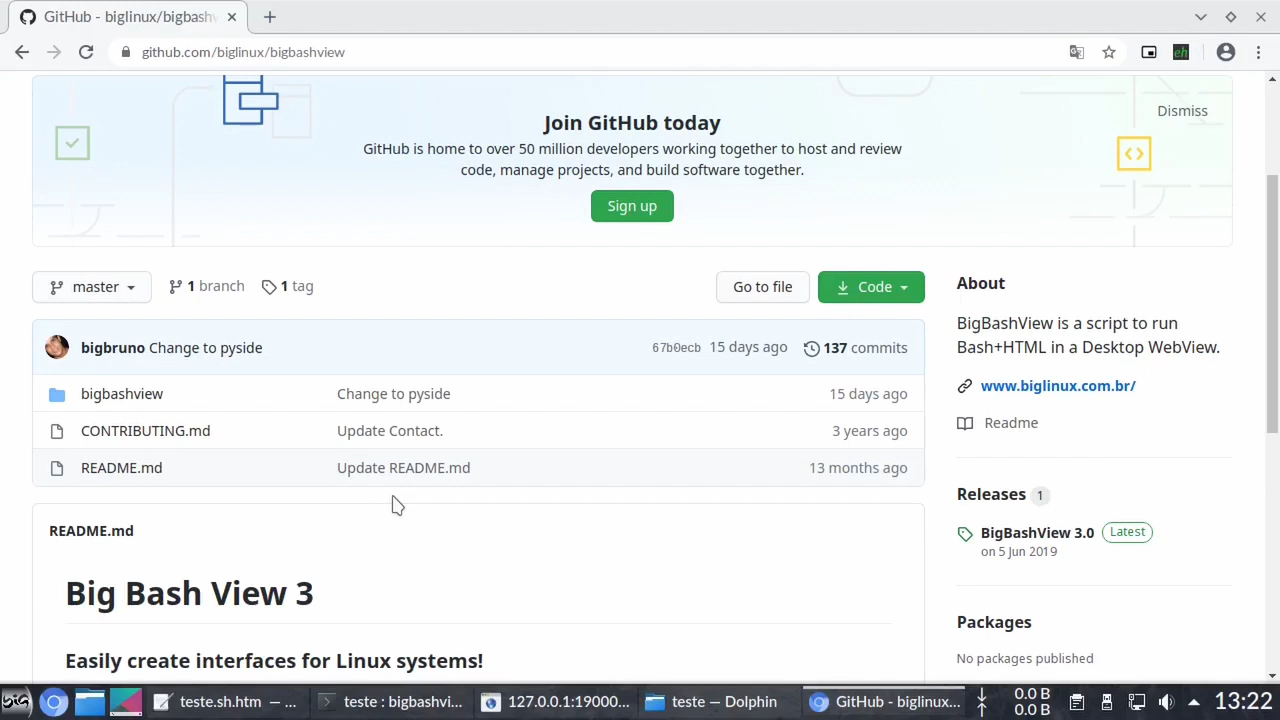 GitHub - biglinux/bigbashv
github.com/biglinux/bigbashview
eh
Dismiss
Join GitHub today
GitHub is home to over 50 million developers working together to host and review
code, manage projects, and build software together.
Sign up
master
1 branch
1 tag
Go to file
Code
bigbruno Change to pyside
67b0ecb 15 days ago
137 commits
bigbashview Change to pyside 15 days ago
CONTRIBUTING.md Update Contact. 3 years ago
README.md Update README.md 13 months ago
README.md
Big Bash View 3
Easily create interfaces for Linux systems!
About
BigBashView is a script to run
Bash+HTML in a Desktop WebView.
www.biglinux.com.br/
Readme
Releases 1
BigBashView 3.0 Latest
on 5 Jun 2019
Packages
No packages published
big
teste.sh.htm — ...
teste : bigbashvi...
127.0.0.1:19000...
teste — Dolphin
GitHub - biglinux...
0.0 B
0.0 B
13:22